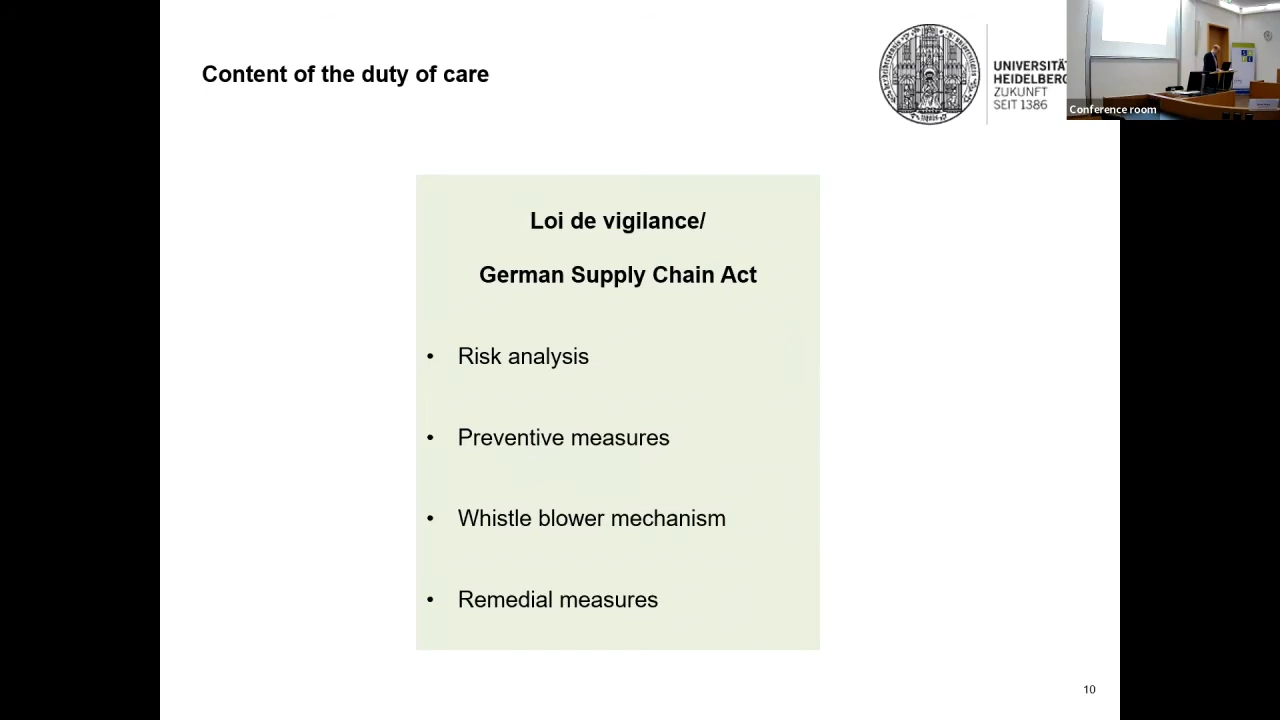 Content of the duty of care
UNIVERSITÄT
HEIDELBERG
ZUKUNFT
SEIT 1386
Conference room
Loi de vigilance/
German Supply Chain Act
• Risk analysis
• Preventive measures
• Whistle blower mechanism
• Remedial measures
10